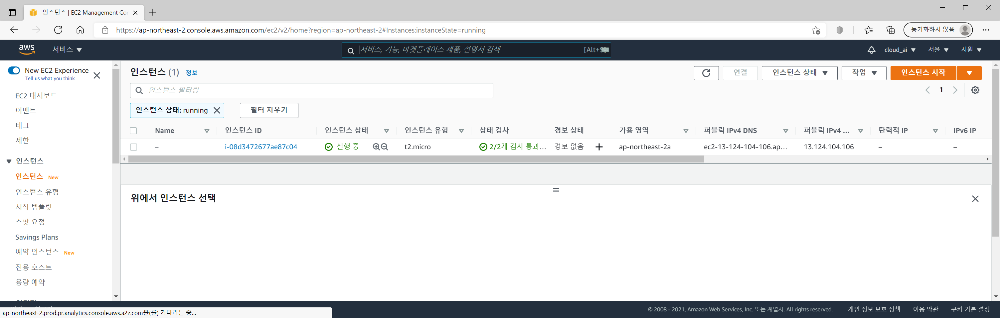 인스턴스 | EC2 Management Co
https://ap-northeast-2.console.aws.amazon.com/ec2/v2/home?region=ap-northeast-2#Instances:instanceState=running
동기화하지 않음
aws
서비스
서비스, 기능, 마켓플레이스 제품, 설명서 검색
[Alt+S]
cloud_ai
서울
지원
New EC2 Experience
Tell us what you think
EC2 대시보드
이벤트
태그
제한
인스턴스
인스턴스 New
인스턴스 유형
시작 템플릿
스팟 요청
Savings Plans
예약 인스턴스 New
전용 호스트
용량 예약
인스턴스 (1) 정보
연결
인스턴스 상태
작업
인스턴스 시작
인스턴스 필터링
1
인스턴스 상태: running
필터 지우기
Name 인스턴스 ID 인스턴스 상태 인스턴스 유형 상태 검사 경보 상태 가용 영역 퍼블릭 IPv4 DNS 퍼블릭 IPv4 ... 탄력적 IP IPv6 IP
– i-08d3472677ae87c04 실행 중 t2.micro 2/2개 검사 통과... 경보 없음 + ap-northeast-2a ec2-13-124-104-106.ap... 13.124.104.106 – –
위에서 인스턴스 선택
ap-northeast-2.prod.pr.analytics.console.aws.a2z.com을(를) 기다리는 중...
© 2008 - 2021, Amazon Web Services, Inc. 또는 계열사. All rights reserved.
개인 정보 보호 정책
이용 약관
쿠키 기본 설정